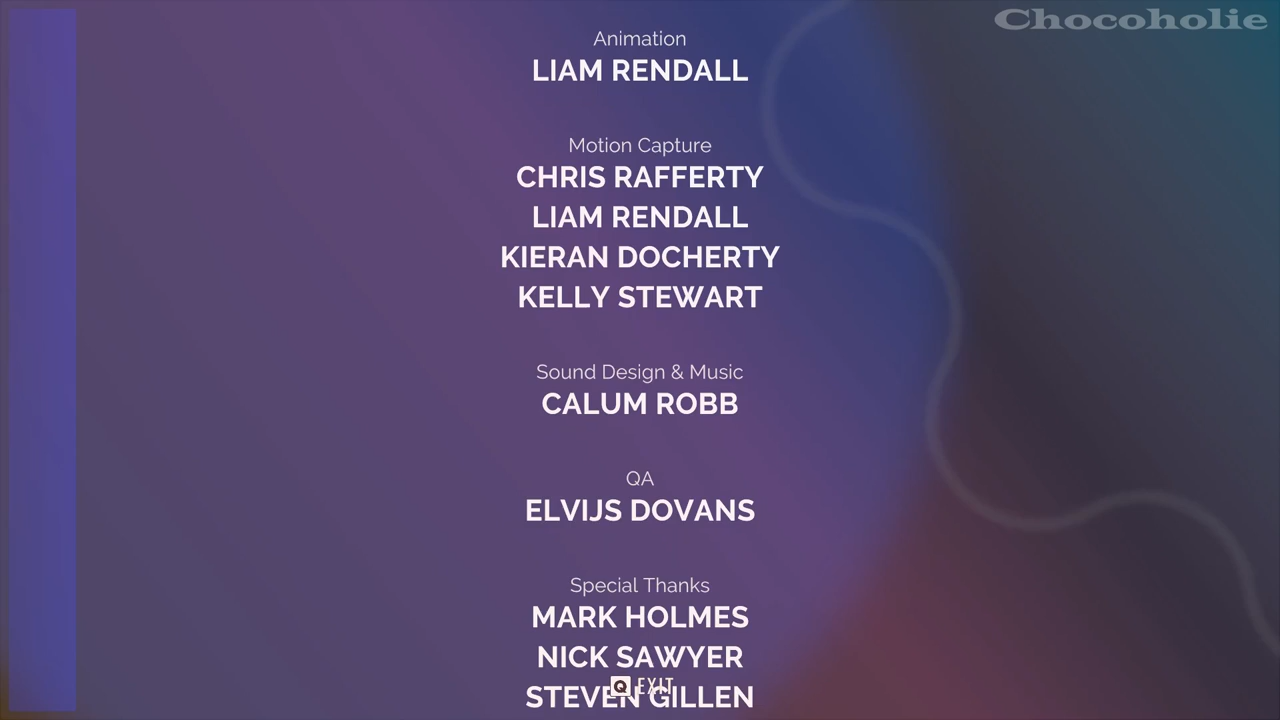 Chocoholie
Animation
LIAM RENDALL
Motion Capture
CHRIS RAFFERTY
LIAM RENDALL
KIERAN DOCHERTY
KELLY STEWART
Sound Design & Music
CALUM ROBB
QA
ELVIJS DOVANS
Special Thanks
MARK HOLMES
NICK SAWYER
Q EXIT
STEVEN GILLEN